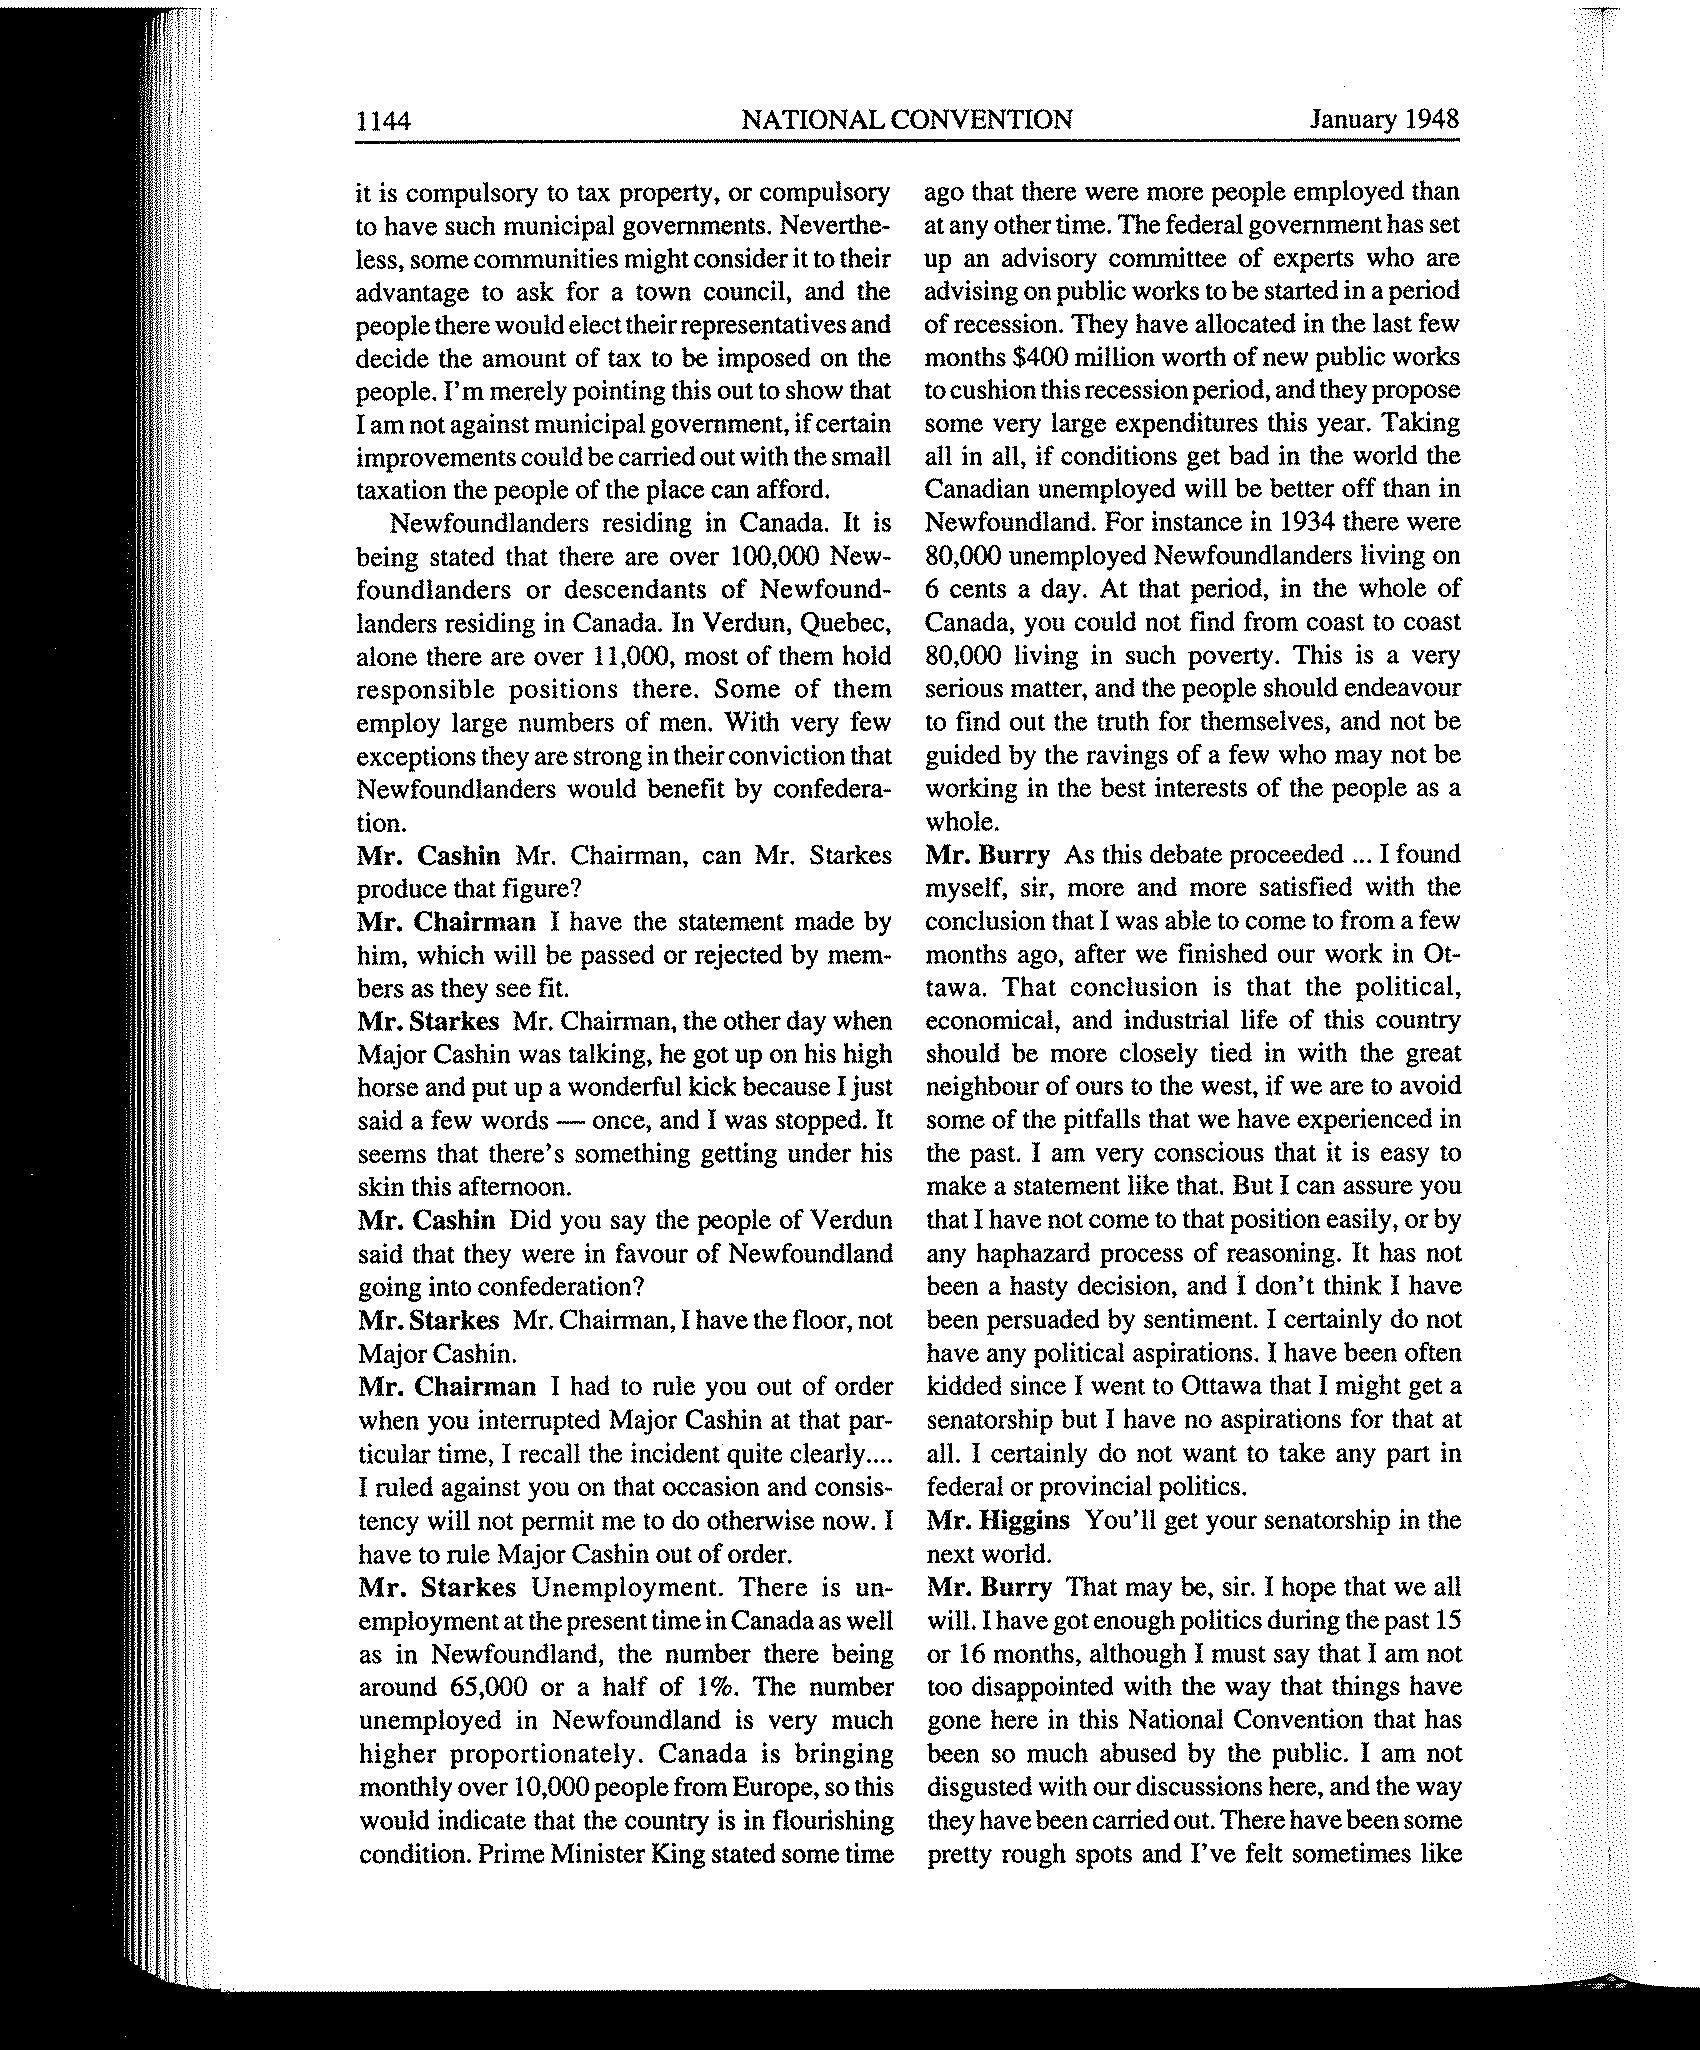 1144 NATIONAL CONVENTION January 1948
it is compulsory to tax property, or compulsory
to have such municipal governments. Neverthe-
less, some communities might consider it to their
advantage to ask for a town council, and the
people there would elect their representatives and
decide the amount of tax to be imposed on the
people. I'm merely pointing this out to show that
I am not against municipal government, if certain
improvements could be carried out with the small
taxation the people of the place can afford.
Newfoundlanders residing in Canada. It is
being stated that there are over 100,000 New-
foundlanders or descendants of Newfound-
landers residing in Canada. In Verdun, Quebec,
alone there are over 11,000, most of them hold
responsible positions there. Some of them
employ large numbers of men. With very few
exceptions they are strong in their conviction that
Newfoundlanders would benefit by confedera-
tion.
Mr. Cashin Mr. Chairman, can Mr. Starkes
produce that figure?
Mr. Chairman I have the statement made by
him, which will be passed or rejected by mem-
bers as they see fit.
Mr. Starkes Mr. Chairman, the other day when
Major Cashin was talking, he got up on his high
horse and put up a wonderful kick because I just
said a few words — once, and I was stopped. It
seems that there's something getting under his
skin this afternoon.
Mr. Cashin Did you say the people of Verdun
said that they were in favour of Newfoundland
going into confederation?
Mr. Starkes Mr. Chairman, I have the floor, not
Major Cashin.
Mr. Chairman I had to rule you out of order
when you interrupted Major Cashin at that par-
ticular time, I recall the incident quite clearly....
I ruled against you on that occasion and consis-
tency will not permit me to do otherwise now. I
have to rule Major Cashin out of order.
Mr. Starkes Unemployment. There is un-
employment at the present time in Canada as well
as in Newfoundland, the number there being
around 65,000 or a half of 1%. The number
unemployed in Newfoundland is very much
higher proportionately. Canada is bringing
monthly over 10,000 people from Europe, so this
would indicate that the country is in flourishing
condition. Prime Minister King stated some time
ago that there were more people employed than
at any other time. The federal government has set
up an advisory committee of experts who are
advising on public works to be started in a period
of recession. They have allocated in the last few
months $400 million worth of new public works
to cushion this recession period, and they propose
some very large expenditures this year. Taking
all in all, if conditions get bad in the world the
Canadian unemployed will be better off than in
Newfoundland. For instance in 1934 there were
80,000 unemployed Newfoundlanders living on
6 cents a day. At that period, in the whole of
Canada, you could not find from coast to coast
80,000 living in such poverty. This is a very
serious matter, and the people should endeavour
to find out the truth for themselves, and not be
guided by the ravings of a few who may not be
working in the best interests of the people as a
whole.
Mr. Burry As this debate proceeded ... I found
myself, sir, more and more satisfied with the
conclusion that I was able to come to from a few
months ago, after we finished our work in Ot-
tawa. That conclusion is that the political,
economical, and industrial life of this country
should be more closely tied in with the great
neighbour of ours to the west, if we are to avoid
some of the pitfalls that we have experienced in
the past. I am very conscious that it is easy to
make a statement like that. But I can assure you
that I have not come to that position easily, or by
any haphazard process of reasoning. It has not
been a hasty decision, and I don't think I have
been persuaded by sentiment. I certainly do not
have any political aspirations. I have been often
kidded since I went to Ottawa that I might get a
senatorship but I have no aspirations for that at
all. I certainly do not want to take any part in
federal or provincial politics.
Mr. Higgins You'll get your senatorship in the
next world.
Mr. Burry That may be, sir. I hope that we all
will. I have got enough politics during the past 15
or 16 months, although I must say that I am not
too disappointed with the way that things have
gone here in this National Convention that has
been so much abused by the public. I am not
disgusted with our discussions here, and the way
they have been carried out. There have been some
pretty rough spots and I've felt sometimes like